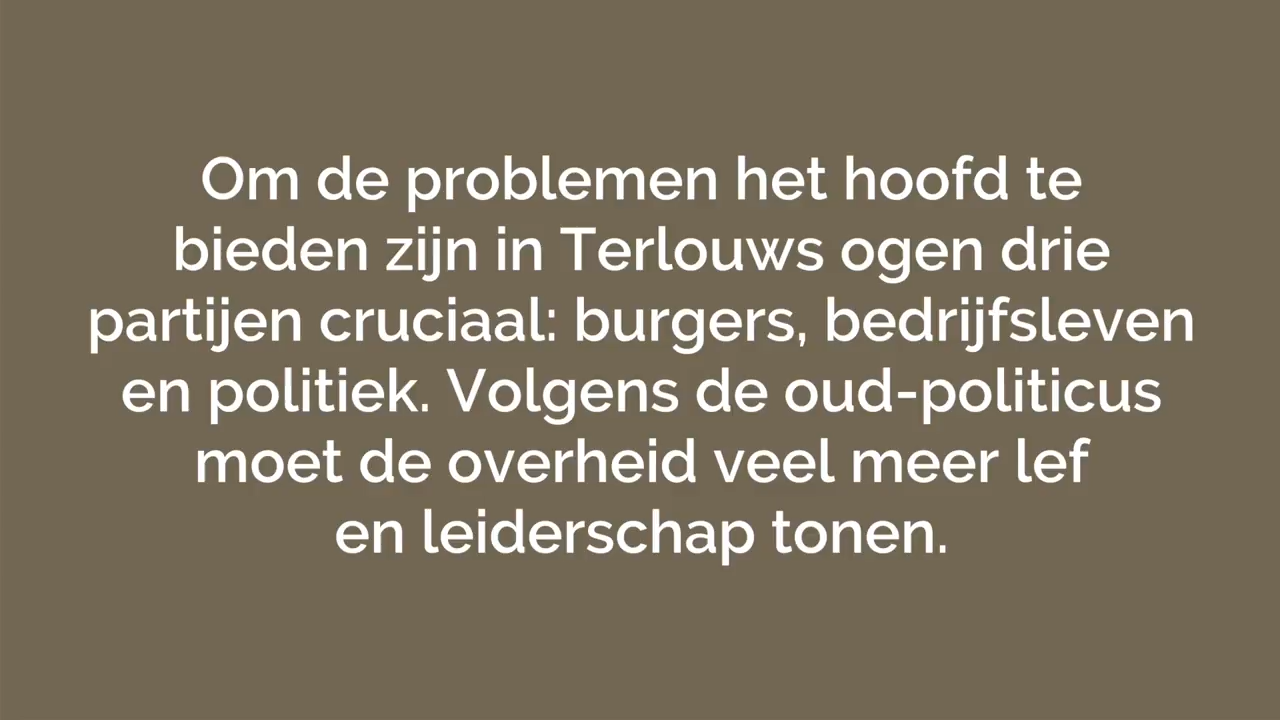 Om de problemen het hoofd te
bieden zijn in Terlouws ogen drie
partijen cruciaal: burgers, bedrijfsleven
en politiek. Volgens de oud-politicus
moet de overheid veel meer lef
en leiderschap tonen.